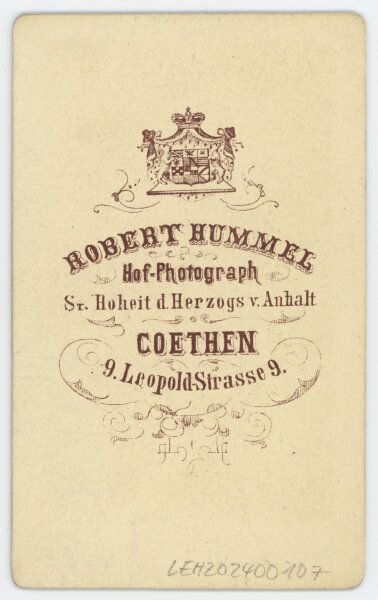 ROBERT HUMMEL
Hof-Photograph
Sr. Hoheit d. Herzogs v. Anhalt
COETHEN
9. Leopold-Strasse 9.
LEH202400107